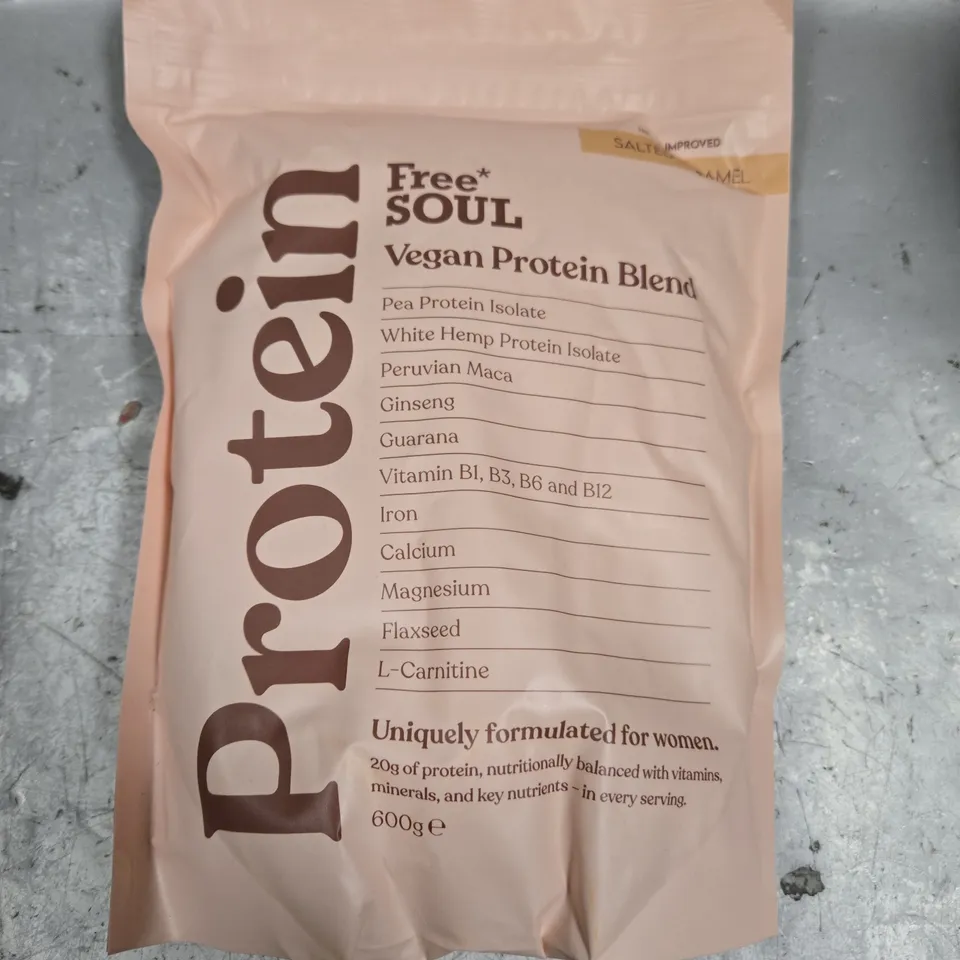 SALTED
IMPROVED
Protein
Free*
SOUL
Vegan Protein Blend
Pea Protein Isolate
White Hemp Protein Isolate
Peruvian Maca
Ginseng
Guarana
Vitamin B1, B3, B6 and B12
Iron
Calcium
Magnesium
Flaxseed
L-Carnitine
Uniquely formulated for women.
20g of protein, nutritionally balanced with vitamins,
minerals, and key nutrients - in every serving.
600g ℮